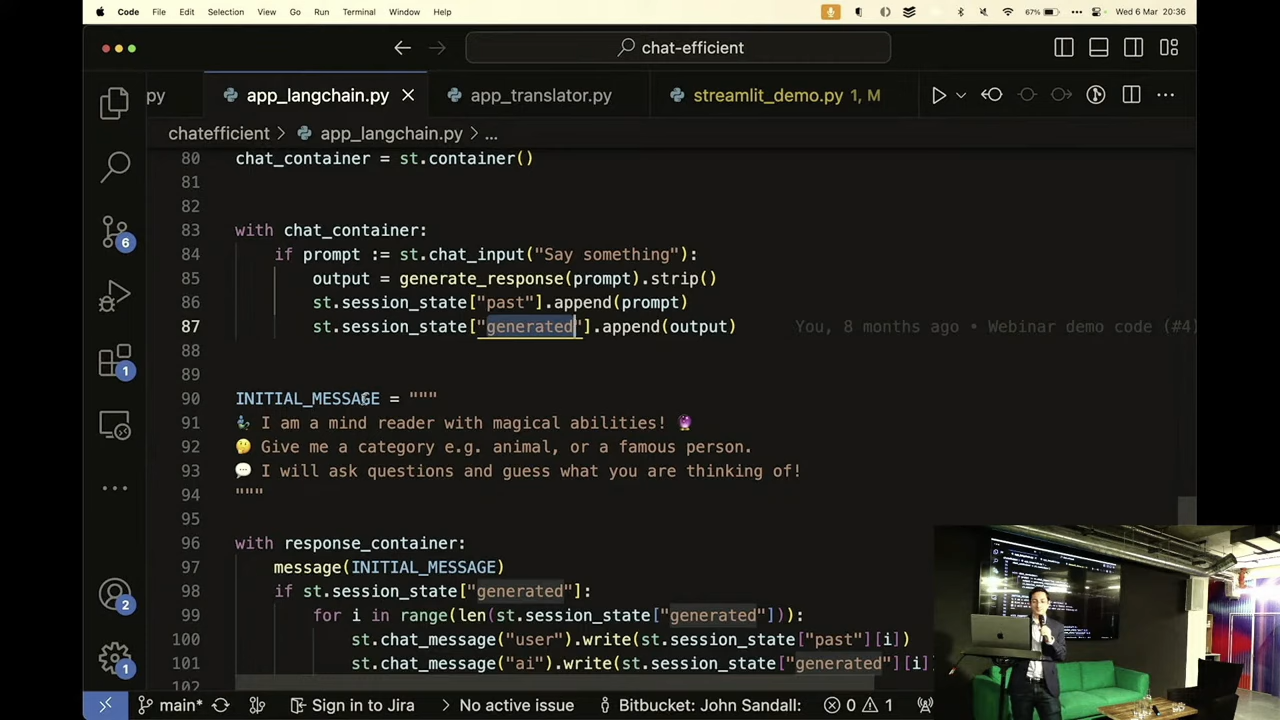 Code File Edit Selection View Go Run Terminal Window Help 67% Wed 6 Mar 20:36
chat-efficient
py app_langchain.py app_translator.py streamlit_demo.py 1, M
chatefficient > app_langchain.py > ...
80 chat_container = st.container()
81
82
83 with chat_container:
84 if prompt := st.chat_input("Say something"):
85 output = generate_response(prompt).strip()
86 st.session_state["past"].append(prompt)
87 st.session_state["generated"].append(output) You, 8 months ago • Webinar demo code (#4)
88
89
90 INITIAL_MESSAGE = """
91 🧞‍♂️ I am a mind reader with magical abilities! 🔮
92 🤔 Give me a category e.g. animal, or a famous person.
93 💬 I will ask questions and guess what you are thinking of!
94 """
95
96 with response_container:
97 message(INITIAL_MESSAGE)
98 if st.session_state["generated"]:
99 for i in range(len(st.session_state["generated"])):
100 st.chat_message("user").write(st.session_state["past"][i])
101 st.chat_message("ai").write(st.session_state["generated"][i])
102
6
1
2
1
main* Sign in to Jira No active issue Bitbucket: John Sandall: 0 1